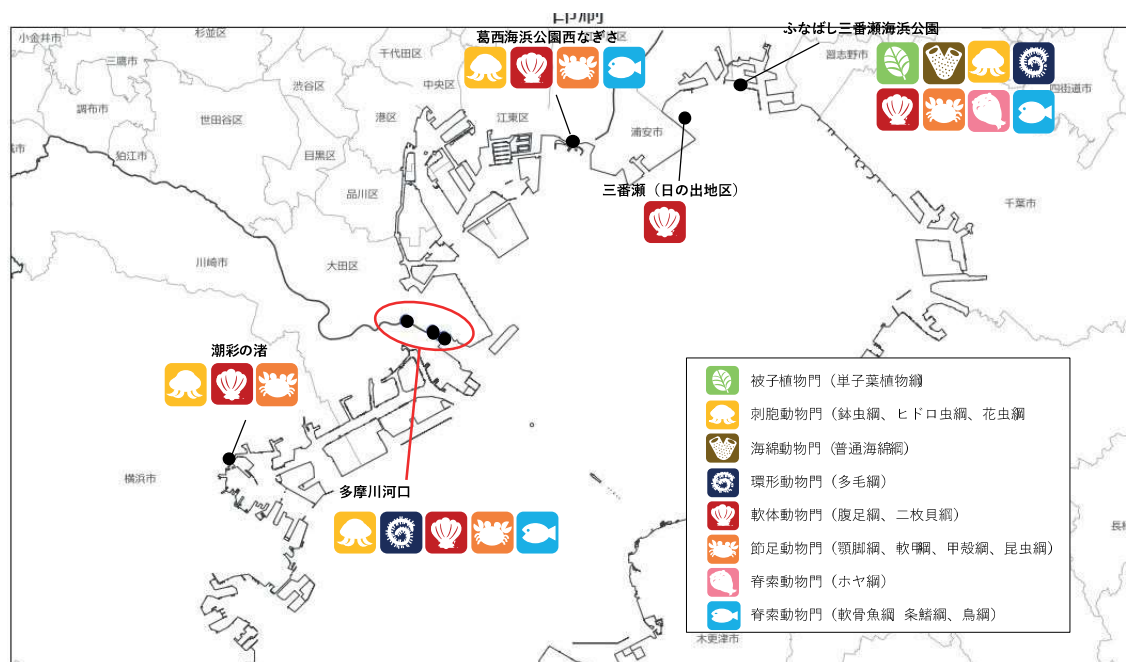 印刷
葛西海浜公園西なぎさ
ふなばし三番瀬海浜公園
小金井市
杉並区
三鷹市
千代田区
習志野市
渋谷区
中央区
四街道市
調布市
世田谷区
港区
江東区
浦安市
狛江市
目黒区
三番瀬（日の出地区）
品川区
千葉市
川崎市
大田区
潮彩の渚
横浜市
多摩川河口
被子植物門（単子葉植物綱
刺胞動物門（鉢虫綱、ヒドロ虫綱、花虫綱
海綿動物門（普通海綿綱）
環形動物門（多毛綱）
軟体動物門（腹足綱、二枚貝綱）
節足動物門（顎脚綱、軟甲綱、甲殻綱、昆虫綱）
脊索動物門（ホヤ綱）
脊索動物門（軟骨魚綱 条鰭綱、鳥綱）
木更津市